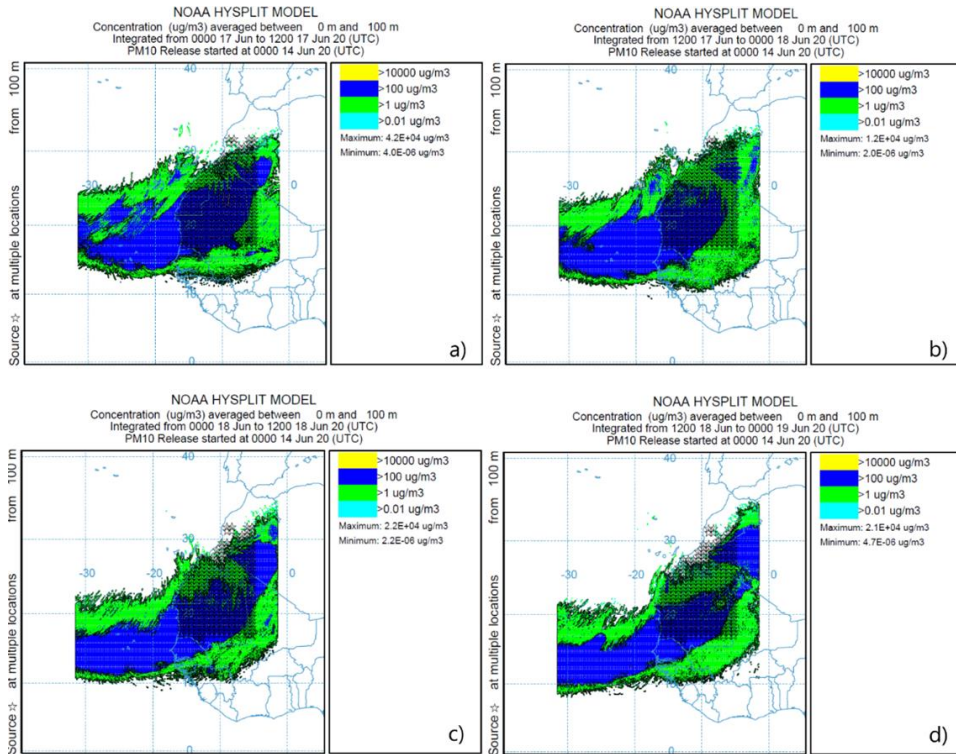 NOAA HYSPLIT MODEL
Concentration (ug/m3) averaged between 0 m and 100 m
Integrated from 0000 17 Jun to 1200 17 Jun 20 (UTC)
PM10 Release started at 0000 14 Jun 20 (UTC)
Source ☆ at multiple locations from 100 m
40
-30
0
>10000 ug/m3
>100 ug/m3
>1 ug/m3
>0.01 ug/m3
Maximum: 4.2E+04 ug/m3
Minimum: 4.0E-06 ug/m3
a)
NOAA HYSPLIT MODEL
Concentration (ug/m3) averaged between 0 m and 100 m
Integrated from 1200 17 Jun to 0000 18 Jun 20 (UTC)
PM10 Release started at 0000 14 Jun 20 (UTC)
Source ☆ at multiple locations from 100 m
40
-30
0
>10000 ug/m3
>100 ug/m3
>1 ug/m3
>0.01 ug/m3
Maximum: 1.2E+04 ug/m3
Minimum: 2.0E-06 ug/m3
b)
NOAA HYSPLIT MODEL
Concentration (ug/m3) averaged between 0 m and 100 m
Integrated from 0000 18 Jun to 1200 18 Jun 20 (UTC)
PM10 Release started at 0000 14 Jun 20 (UTC)
Source ☆ at multiple locations from 100 m
40
30
-30
-20
0
>10000 ug/m3
>100 ug/m3
>1 ug/m3
>0.01 ug/m3
Maximum: 2.2E+04 ug/m3
Minimum: 2.2E-06 ug/m3
c)
NOAA HYSPLIT MODEL
Concentration (ug/m3) averaged between 0 m and 100 m
Integrated from 1200 18 Jun to 0000 19 Jun 20 (UTC)
PM10 Release started at 0000 14 Jun 20 (UTC)
Source ☆ at multiple locations from 100 m
40
30
-30
-20
0
>10000 ug/m3
>100 ug/m3
>1 ug/m3
>0.01 ug/m3
Maximum: 2.1E+04 ug/m3
Minimum: 4.7E-06 ug/m3
d)